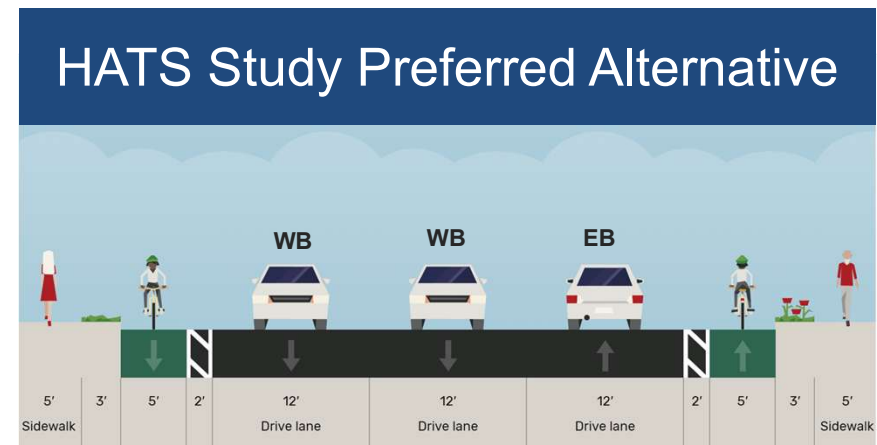 HATS Study Preferred Alternative
WB WB EB
5' 3' 5' 2' 12' 12' 12' 2' 5' 3' 5'
Sidewalk Drive lane Drive lane Drive lane Sidewalk